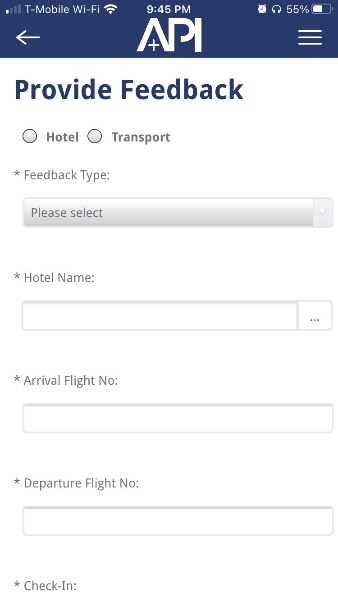 T-Mobile Wi-Fi 9:45 PM 55%
API
Provide Feedback
Hotel Transport
* Feedback Type:
Please select
* Hotel Name:
...
* Arrival Flight No:
* Departure Flight No:
* Check-In: